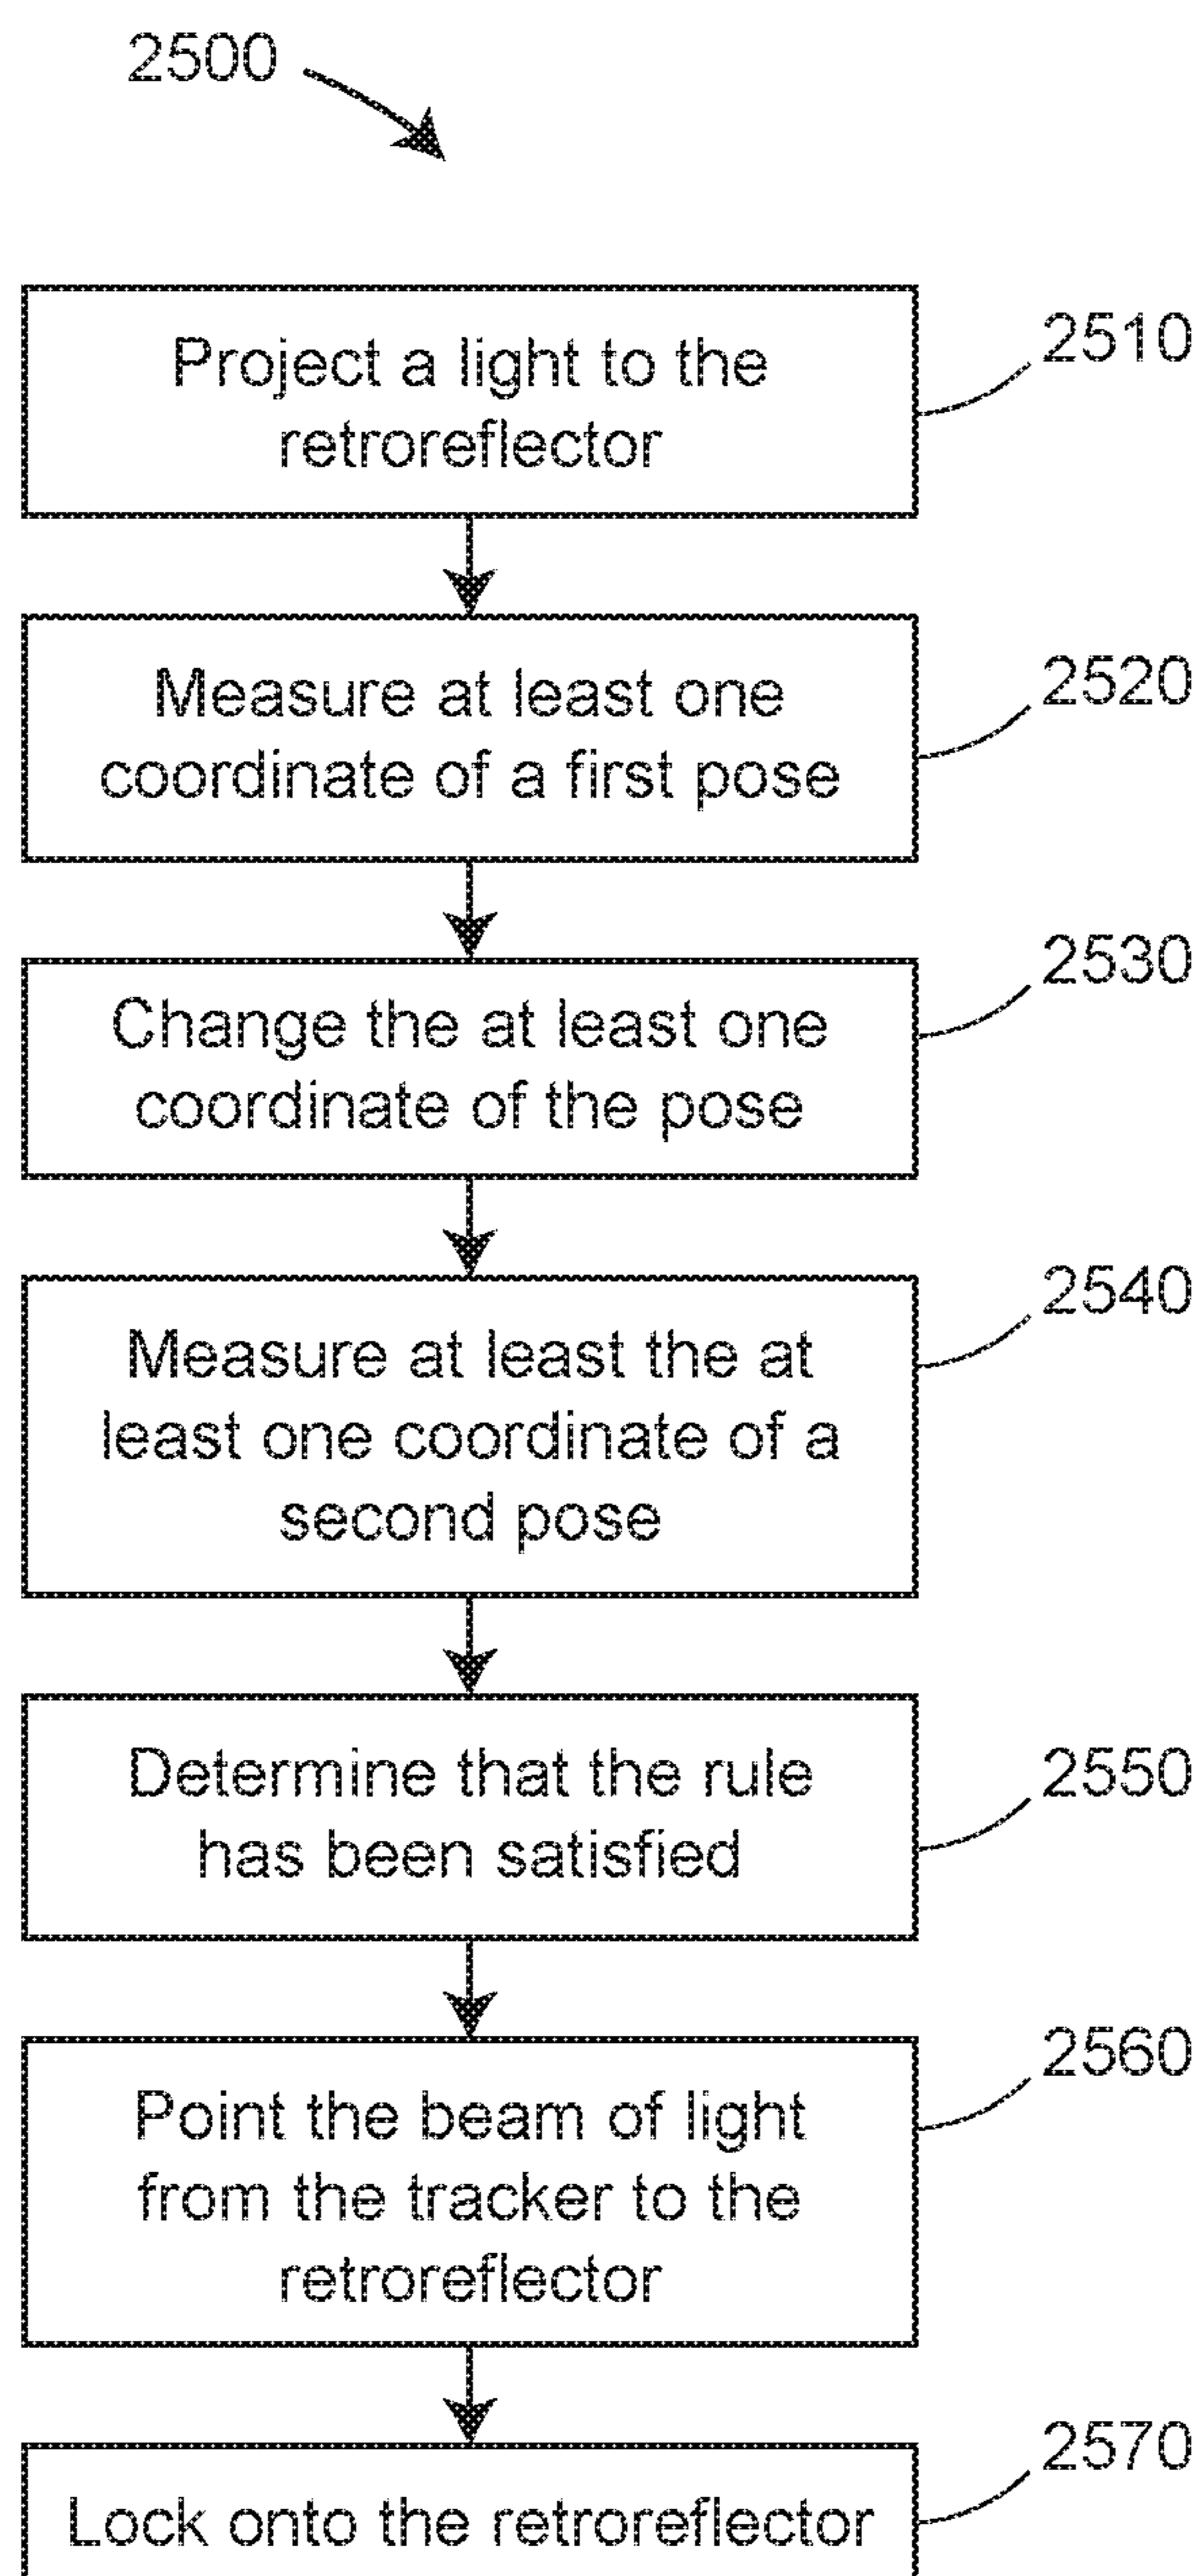 2500
Project a light to the
retroreflector
2510
Measure at least one
coordinate of a first pose
2520
Change the at least one
coordinate of the pose
2530
Measure at least the at
least one coordinate of a
second pose
2540
Determine that the rule
has been satisfied
2550
Point the beam of light
from the tracker to the
retroreflector
2560
Lock onto the retroreflector
2570